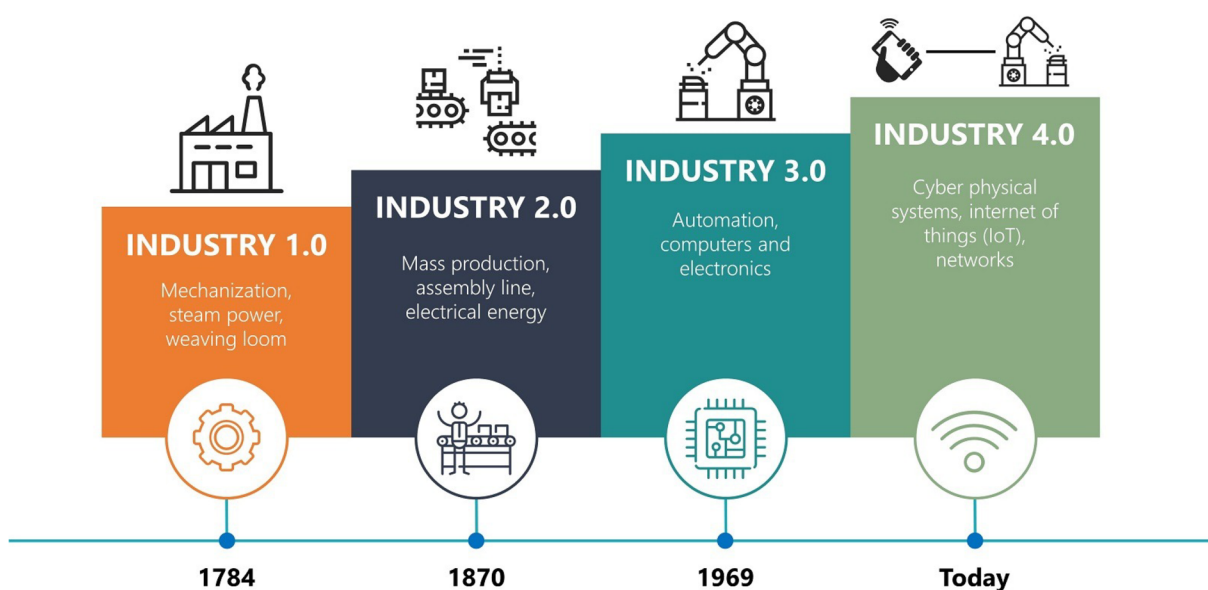 INDUSTRY 1.0
Mechanization,
steam power,
weaving loom
INDUSTRY 2.0
Mass production,
assembly line,
electrical energy
INDUSTRY 3.0
Automation,
computers and
electronics
INDUSTRY 4.0
Cyber physical
systems, internet of
things (IoT),
networks
1784
1870
1969
Today